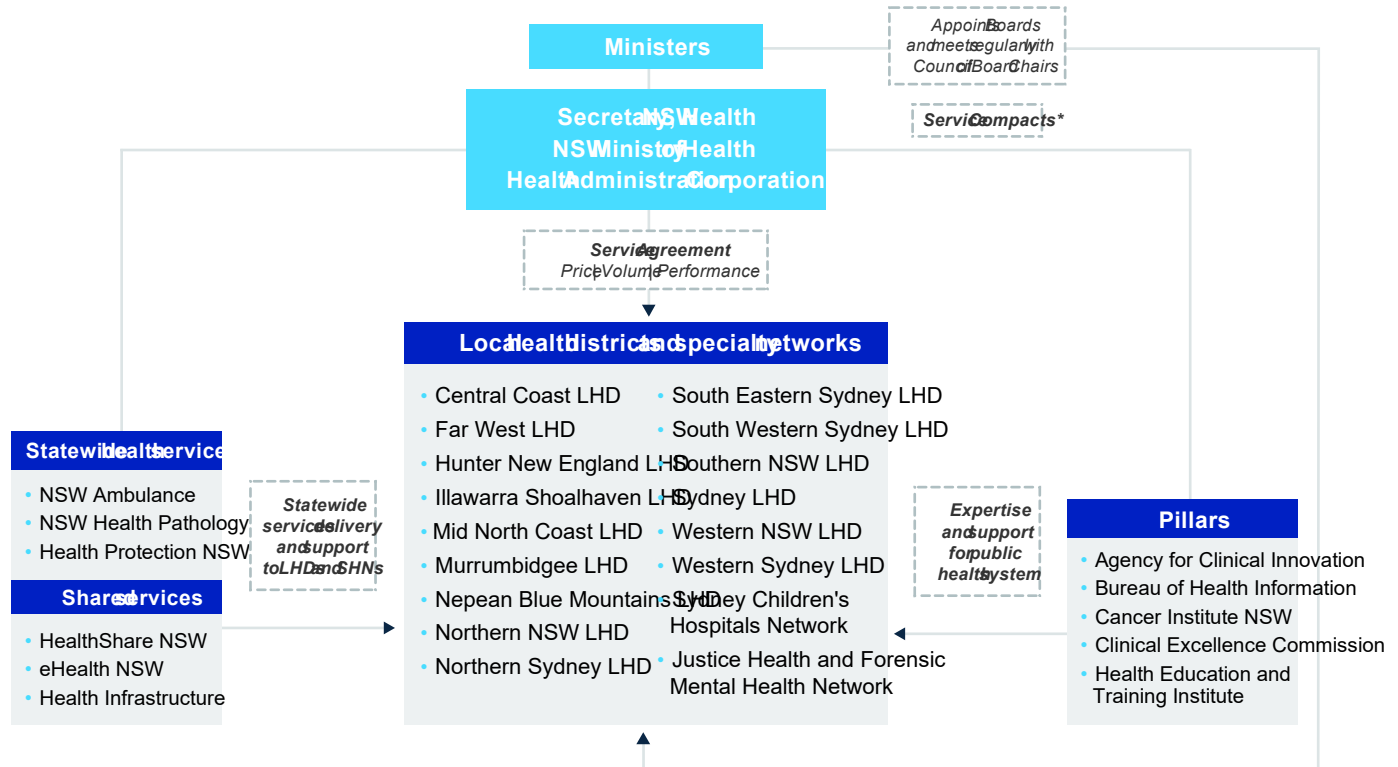 Ministers
Appoints Boards
and meets regularly with
Council of Board Chairs
Secretary, NSW Health
NSW Ministry of Health
Health Administration Corporation
Service Compacts*
Service Agreement
Price | Volume | Performance
Local health districts and specialty networks
• Central Coast LHD
• Far West LHD
• Hunter New England LHD
• Illawarra Shoalhaven LHD
• Mid North Coast LHD
• Murrumbidgee LHD
• Nepean Blue Mountains LHD
• Northern NSW LHD
• Northern Sydney LHD
• South Eastern Sydney LHD
• South Western Sydney LHD
• Southern NSW LHD
• Sydney LHD
• Western NSW LHD
• Western Sydney LHD
• Sydney Children's
Hospitals Network
• Justice Health and Forensic
Mental Health Network
Statewide health service
• NSW Ambulance
• NSW Health Pathology
• Health Protection NSW
Shared services
• HealthShare NSW
• eHealth NSW
• Health Infrastructure
Statewide
services delivery
and support
to LHDs and SHNs
Expertise
and support
for public
health system
Pillars
• Agency for Clinical Innovation
• Bureau of Health Information
• Cancer Institute NSW
• Clinical Excellence Commission
• Health Education and
Training Institute